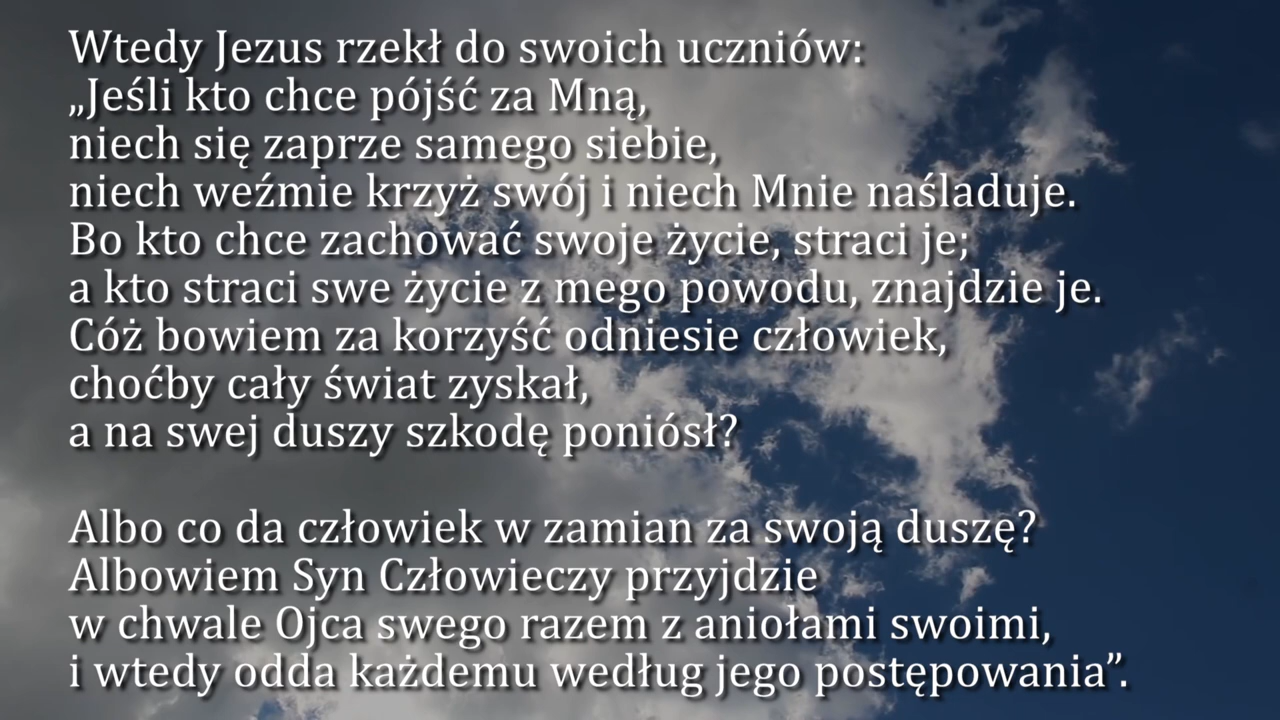 Wtedy Jezus rzekł do swoich uczniów:
„Jeśli kto chce pójść za Mną,
niech się zaprze samego siebie,
niech weźmie krzyż swój i niech Mnie naśladuje.
Bo kto chce zachować swoje życie, straci je;
a kto straci swe życie z mego powodu, znajdzie je.
Cóż bowiem za korzyść odniesie człowiek,
choćby cały świat zyskał,
a na swej duszy szkodę poniósł?
Albo co da człowiek w zamian za swoją duszę?
Albowiem Syn Człowieczy przyjdzie
w chwale Ojca swego razem z aniołami swoimi,
i wtedy odda każdemu według jego postępowania”.